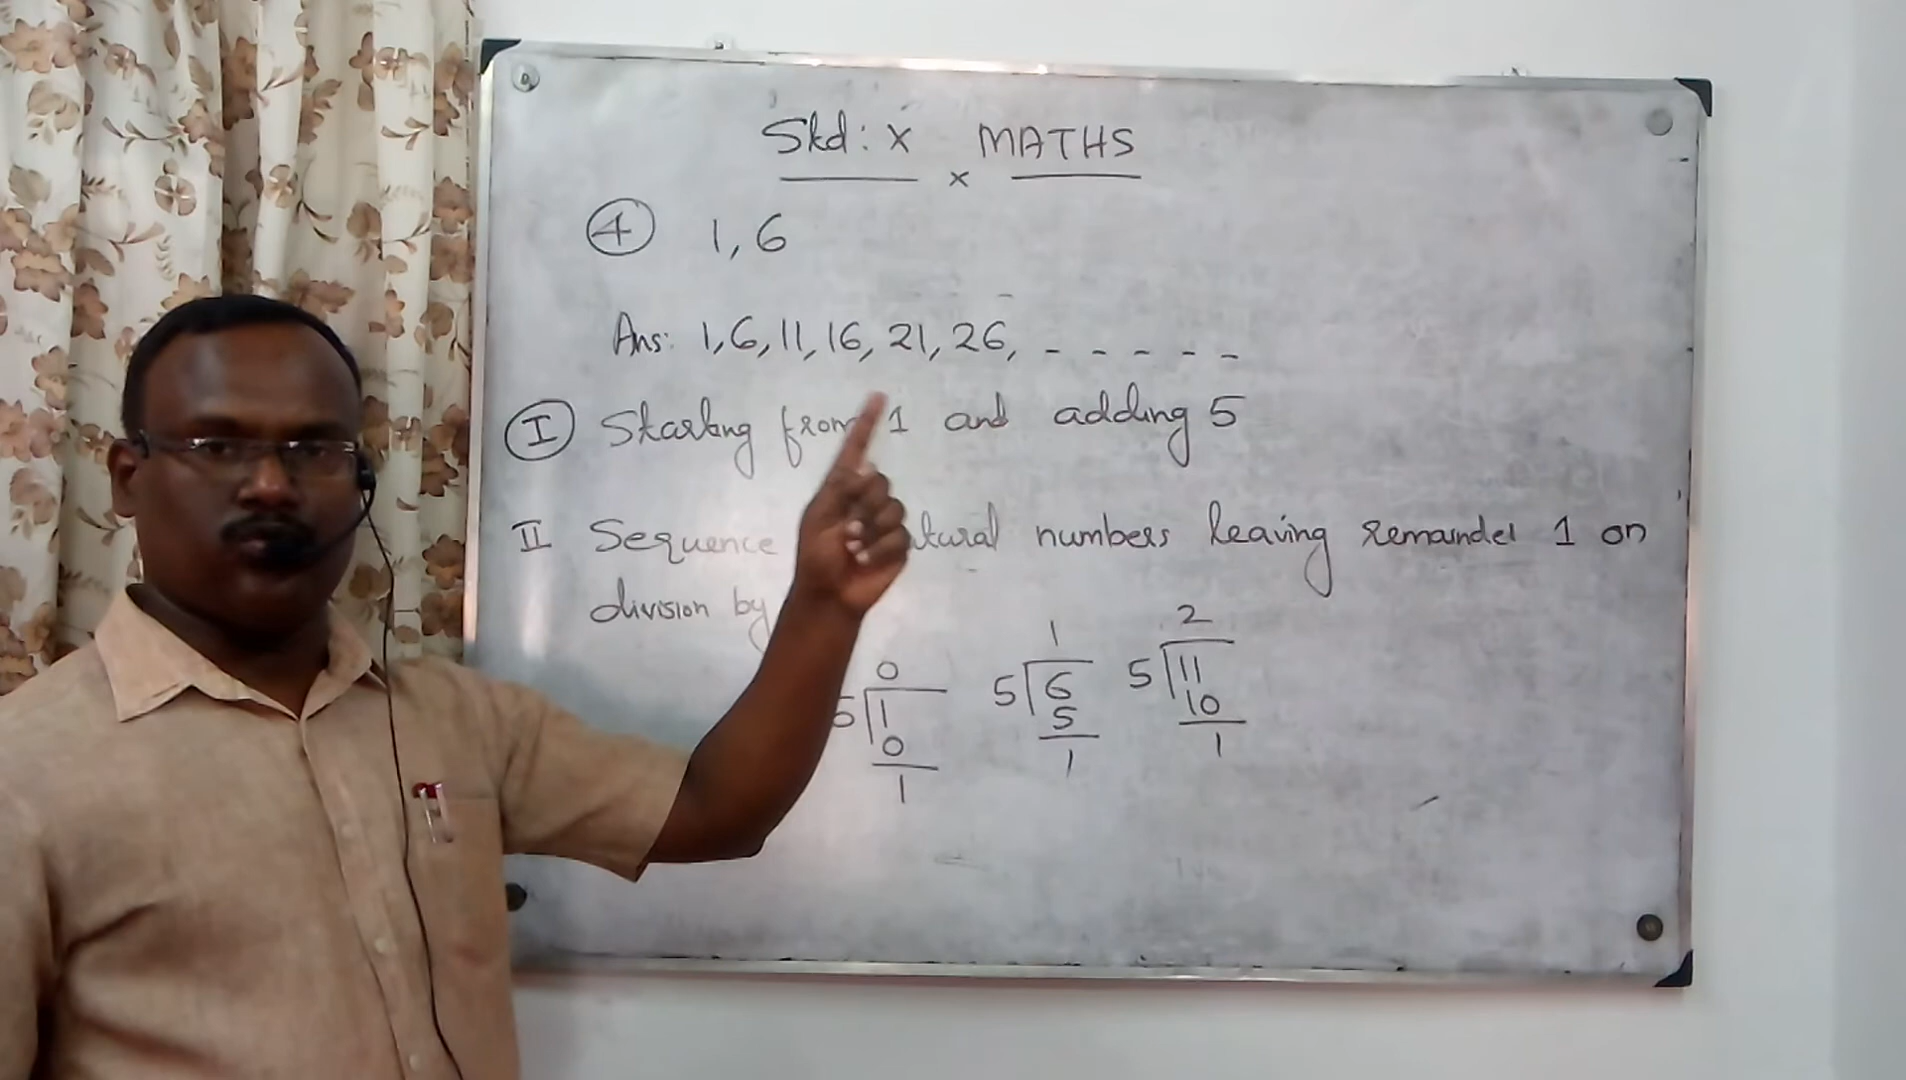 Std: X MATHS
x
4 1, 6
Ans: 1, 6, 11, 16, 21, 26, - - - - -
I Starting from 1 and adding 5
II Sequence natural numbers leaving remainder 1 on
division by
0 1 2
5 1 5 6 5 11
0 5 10
1 1 1